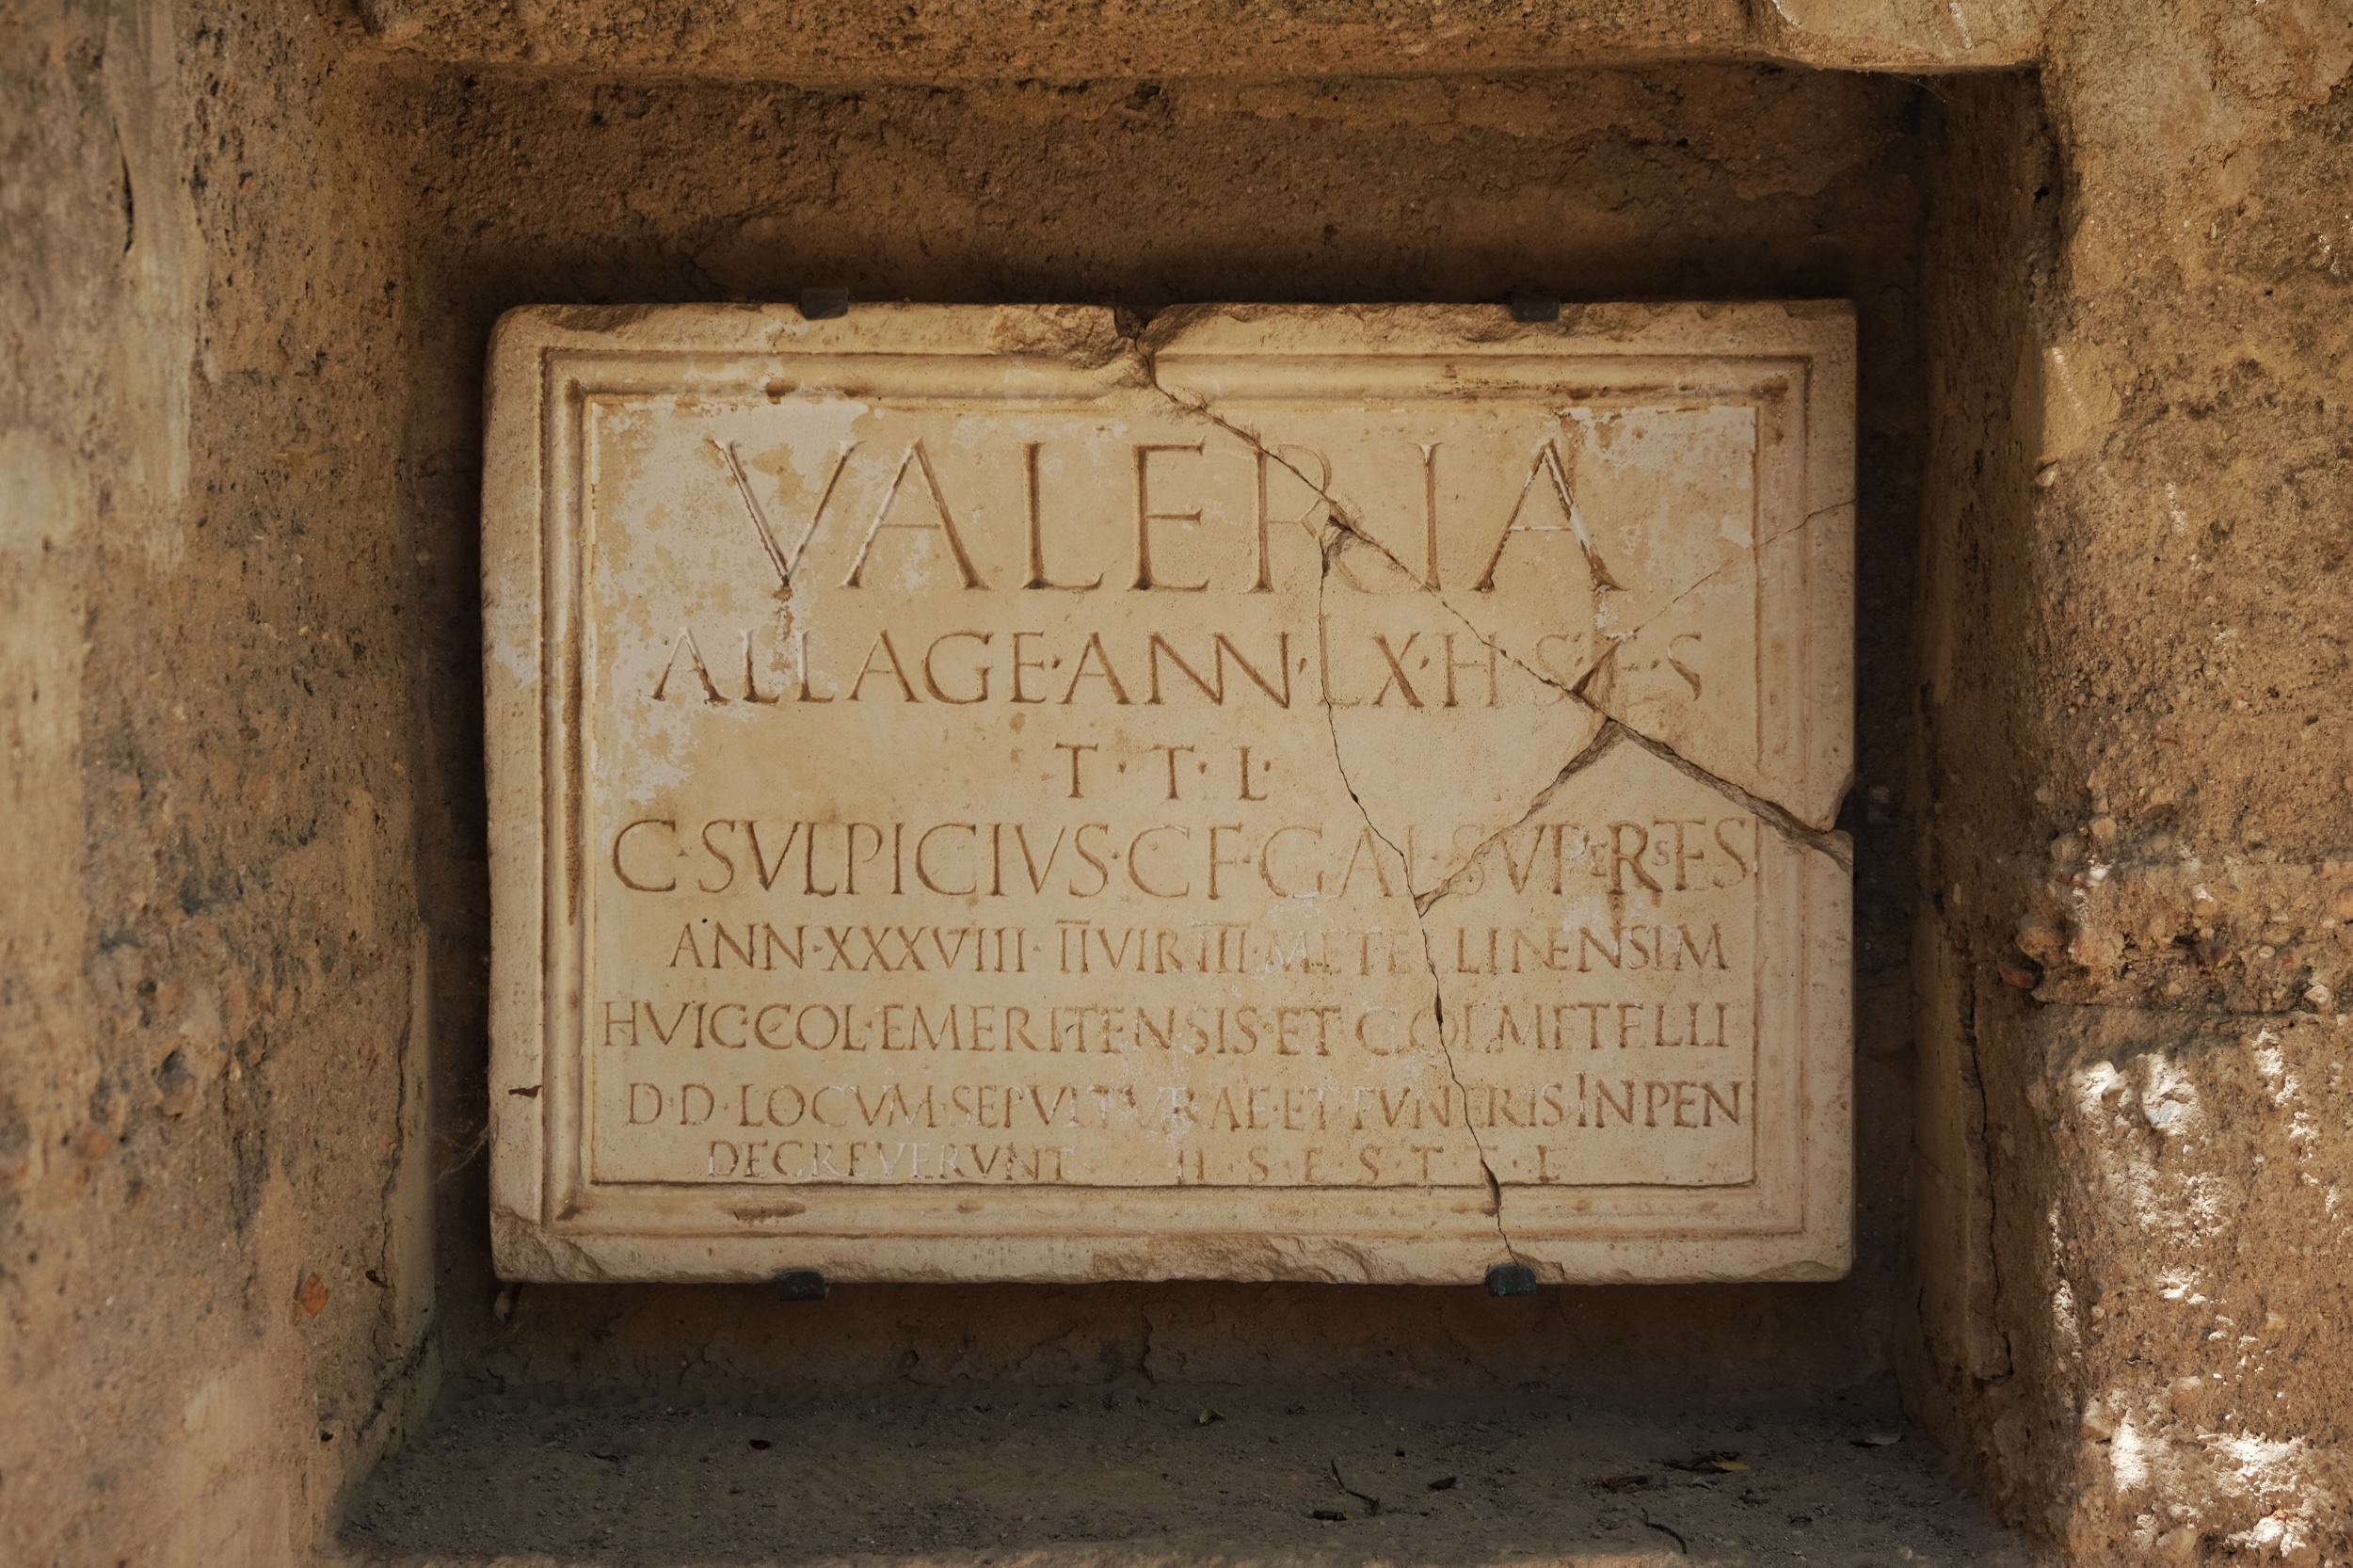 VALERIA
ALLAGE·ANN·LX·H·S·E·S
T·T·L·
C·SVLPICIVS·C·F·GAL·SVPERSTES
ANN·XXXVIII·IIVIR III METELLINENSIVM
HVIC·COL·EMERITENSIS·ET·COL·METELLI
D·D·LOCVM·SEPVLTVRAE·ET·FVNERIS INPEN
DECREVERVNT H·S·E·S·T·T·L